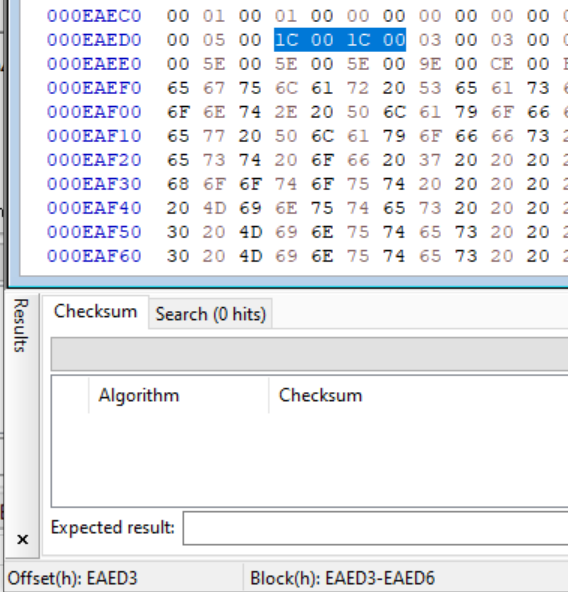 000EAEC0 00 01 00 01 00 00 00 00 00 00 00
000EAED0 00 05 00 1C 00 1C 00 03 00 03 00
000EAEE0 00 5E 00 5E 00 5E 00 9E 00 CE 00
000EAEF0 65 67 75 6C 61 72 20 53 65 61 73
000EAF00 6F 6E 74 2E 20 50 6C 61 79 6F 66
000EAF10 65 77 20 50 6C 61 79 6F 66 66 73
000EAF20 65 73 74 20 6F 66 20 37 20 20 20
000EAF30 68 6F 6F 74 6F 75 74 20 20 20 20
000EAF40 20 4D 69 6E 75 74 65 73 20 20 20
000EAF50 30 20 4D 69 6E 75 74 65 73 20 20
000EAF60 30 20 4D 69 6E 75 74 65 73 20 20
Results
Checksum Search (0 hits)
Algorithm Checksum
Expected result:
x
Offset(h): EAED3 Block(h): EAED3-EAED6